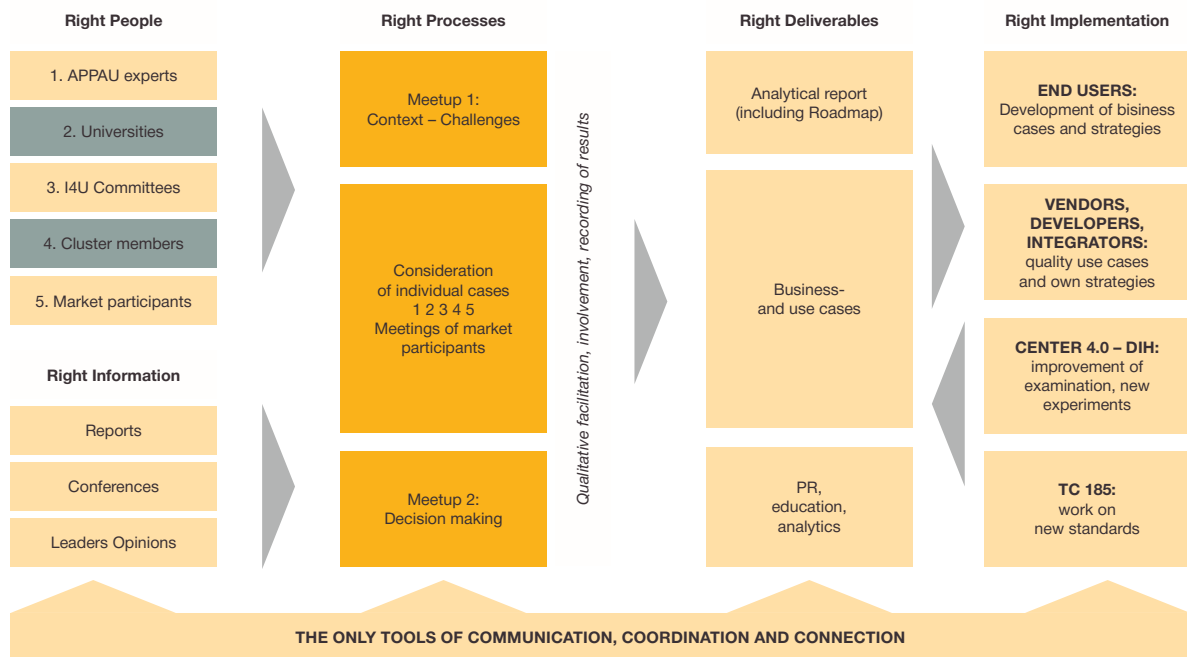 Right People
1. APPAU experts
2. Universities
3. I4U Committees
4. Cluster members
5. Market participants
Right Information
Reports
Conferences
Leaders Opinions
Right Processes
Meetup 1:
Context – Challenges
Consideration
of individual cases
1 2 3 4 5
Meetings of market
participants
Meetup 2:
Decision making
Qualitative facilitation, involvement, recording of results
Right Deliverables
Analytical report
(including Roadmap)
Business-
and use cases
PR,
education,
analytics
Right Implementation
END USERS:
Development of bisiness
cases and strategies
VENDORS,
DEVELOPERS,
INTEGRATORS:
quality use cases
and own strategies
CENTER 4.0 – DIH:
improvement of
examination, new
experiments
TC 185:
work on
new standards
THE ONLY TOOLS OF COMMUNICATION, COORDINATION AND CONNECTION